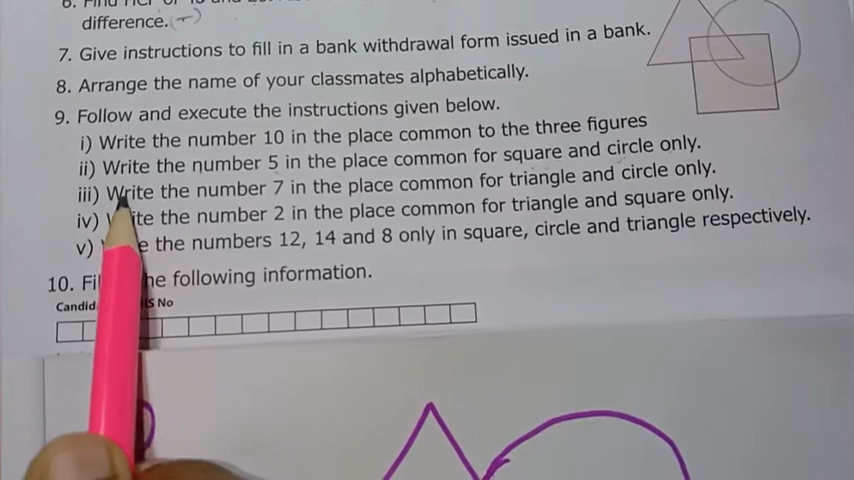 difference.
7. Give instructions to fill in a bank withdrawal form issued in a bank.
8. Arrange the name of your classmates alphabetically.
9. Follow and execute the instructions given below.
i) Write the number 10 in the place common to the three figures
ii) Write the number 5 in the place common for square and circle only.
iii) Write the number 7 in the place common for triangle and circle only.
iv) the number 2 in the place common for triangle and square only.
v) the numbers 12, 14 and 8 only in square, circle and triangle respectively.
10. the following information.
No